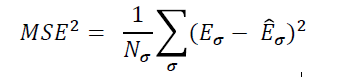 MSE² = 1/N_σ ∑_σ (E_σ − Ê_σ)²